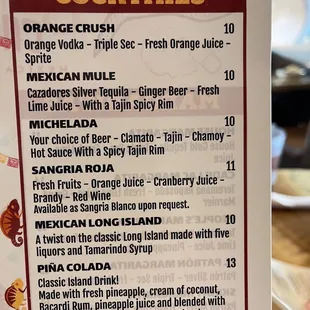 COCKTAILS
ORANGE CRUSH 10
Orange Vodka - Triple Sec - Fresh Orange Juice -
Sprite
MEXICAN MULE 10
Cazadores Silver Tequila - Ginger Beer - Fresh
Lime Juice - With a Tajin Spicy Rim
MICHELADA 10
Your choice of Beer - Clamato - Tajin - Chamoy -
Hot Sauce With a Spicy Tajin Rim
SANGRIA ROJA 11
Fresh Fruits - Orange Juice - Cranberry Juice -
Brandy - Red Wine
Available as Sangria Blanco upon request.
MEXICAN LONG ISLAND 10
A twist on the classic Long Island made with five
liquors and Tamarindo Syrup
PIÑA COLADA 13
Classic Island Drink!
Made with fresh pineapple, cream of coconut,
Bacardi Rum, pineapple juice and blended with